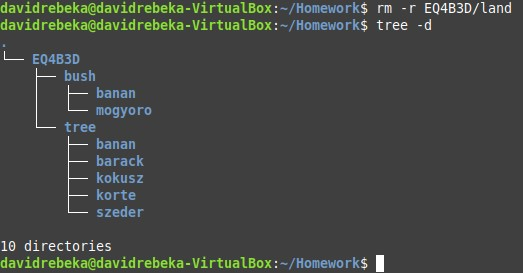 davidrebeka@davidrebeka-VirtualBox:~/Homework$ rm -r EQ4B3D/land
davidrebeka@davidrebeka-VirtualBox:~/Homework$ tree -d
.
└── EQ4B3D
    ├── bush
    │   ├── banan
    │   └── mogyoro
    └── tree
        ├── banan
        ├── barack
        ├── kokusz
        ├── korte
        └── szeder
10 directories
davidrebeka@davidrebeka-VirtualBox:~/Homework$